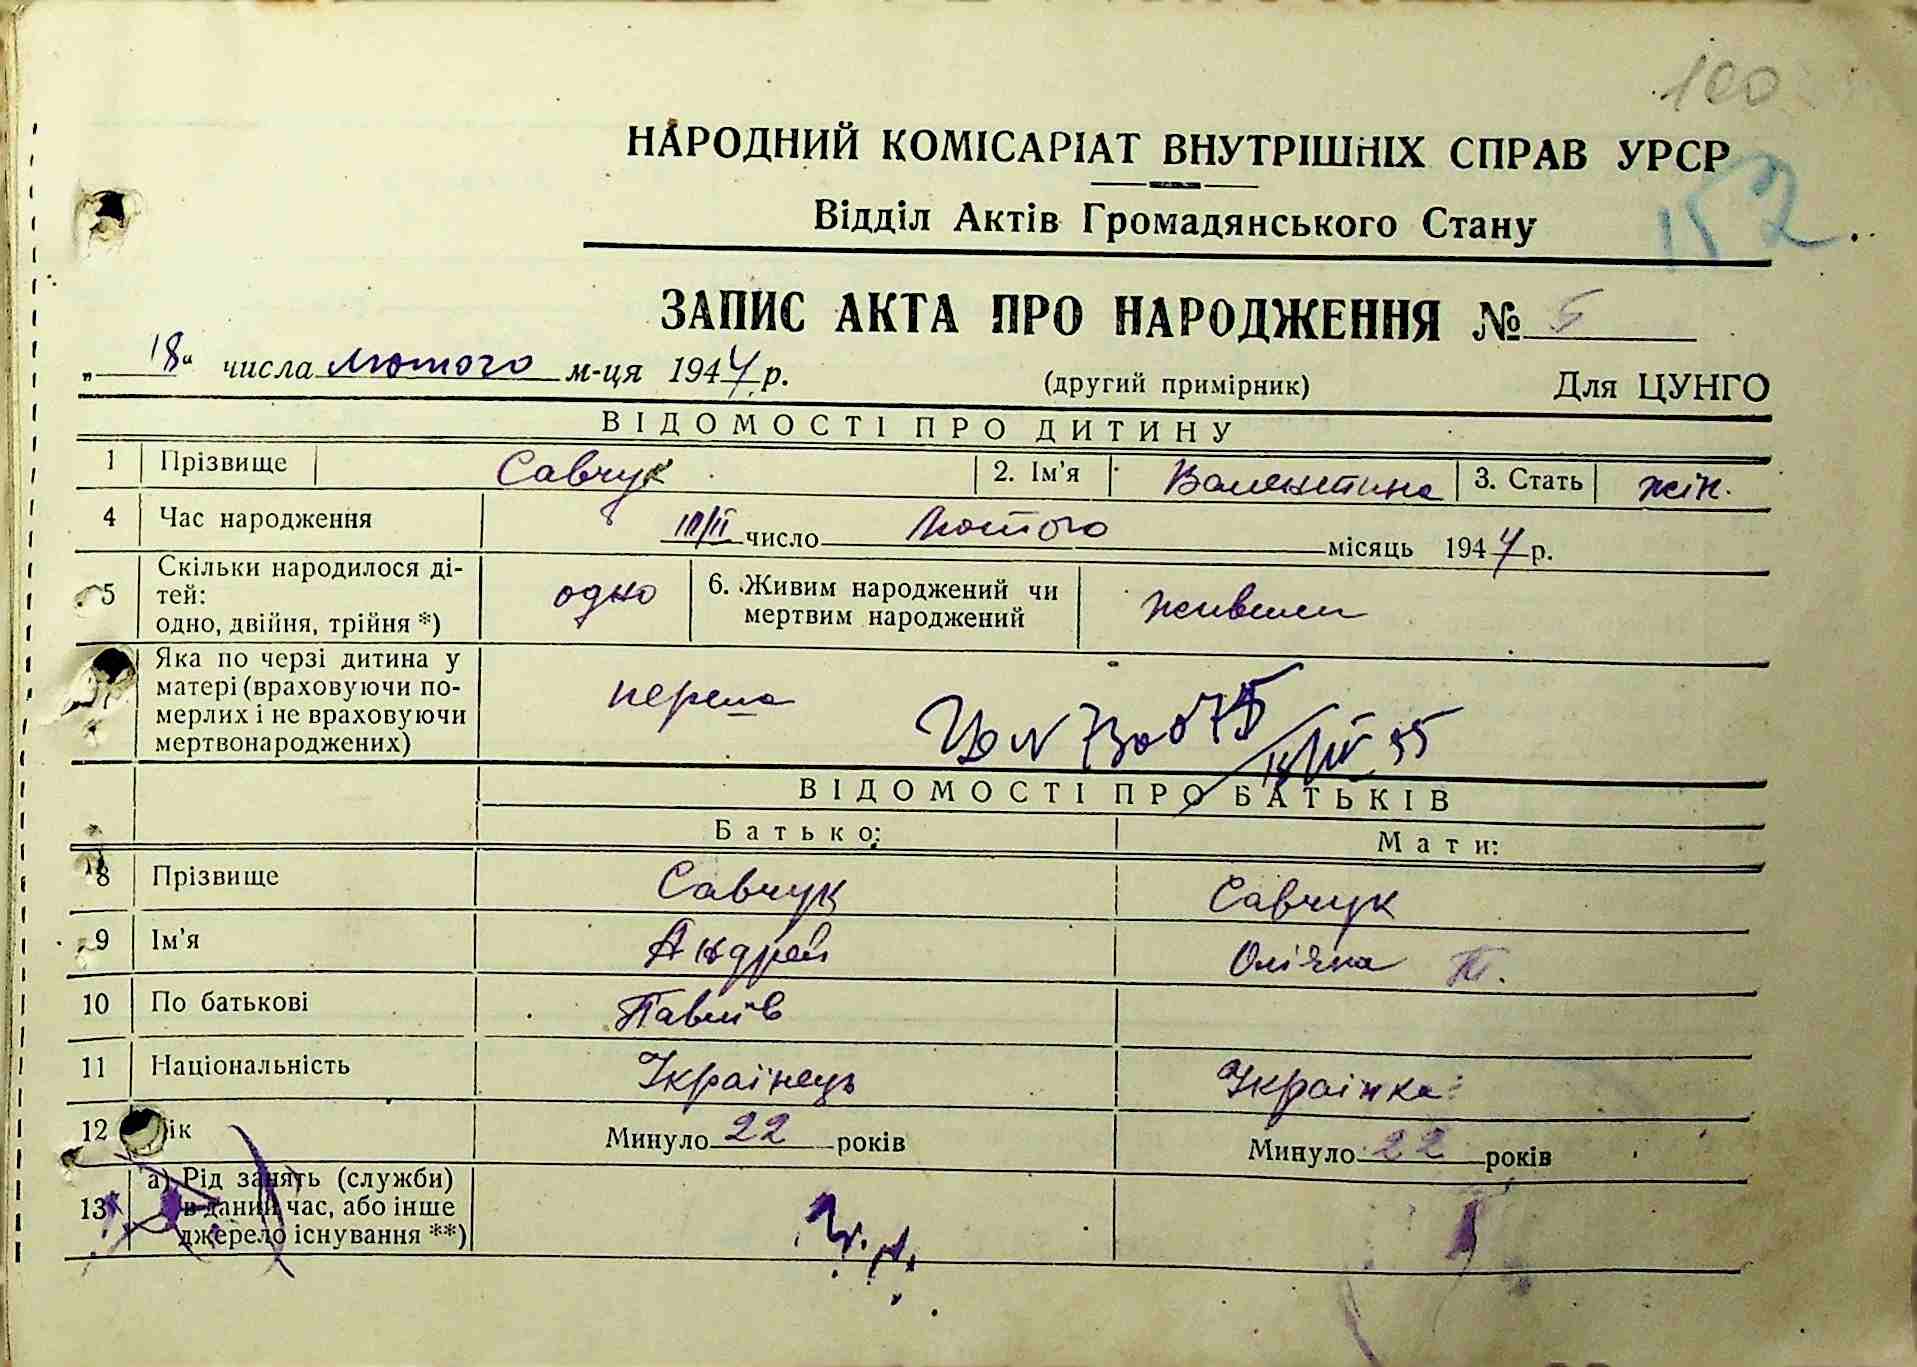 100
НАРОДНИЙ КОМІСАРІАТ ВНУТРІШНІХ СПРАВ УРСР
152
Відділ Актів Громадянського Стану
ЗАПИС АКТА ПРО НАРОДЖЕННЯ № 5
„18“ числа лютого м-ця 1944 р. (другий примірник) Для ЦУНГО
ВІДОМОСТІ ПРО ДИТИНУ
1 Прізвище Савчук 2. Ім'я Валентина 3. Стать жін.
4 Час народження число Лютого місяць 1944 р.
5 Скільки народилося ді-
тей:
одно, двійня, трійня *) одно 6. Живим народжений чи
мертвим народжений живим
Яка по черзі дитина у
матері (враховуючи по-
мерлих і не враховуючи
мертвонароджених) перша
ВІДОМОСТІ ПРО БАТЬКІВ
Батько: Мати:
8 Прізвище Савчук Савчук
9 Ім'я Андрей П.
10 По батькові Павлів
11 Національність Українець Українка
12 Вік Минуло 22 років Минуло 22 років
13 а) Рід занять (служби)
в даний час, або інше
джерело існування **)